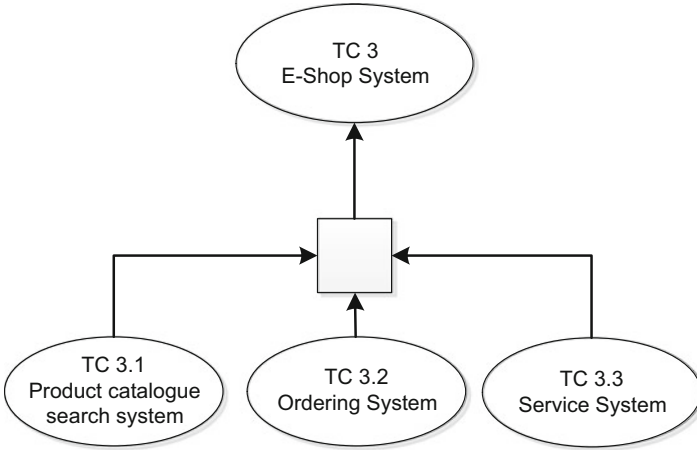 TC 3
E-Shop System
TC 3.1
Product catalogue
search system
TC 3.2
Ordering System
TC 3.3
Service System